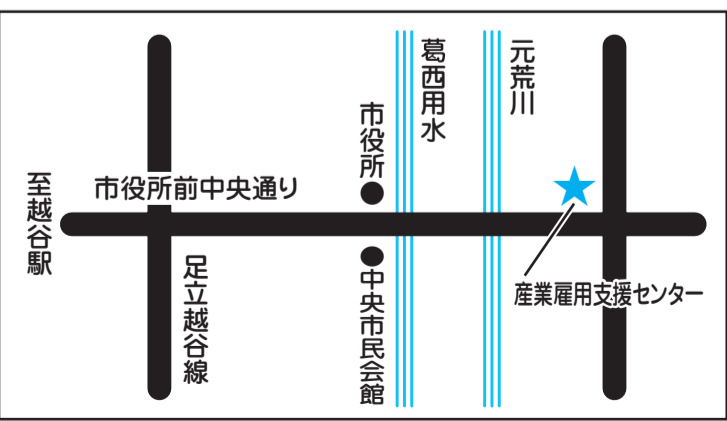 至越谷駅
市役所前中央通り
足立越谷線
市役所
中央市民会館
葛西用水
元荒川
産業雇用支援センター